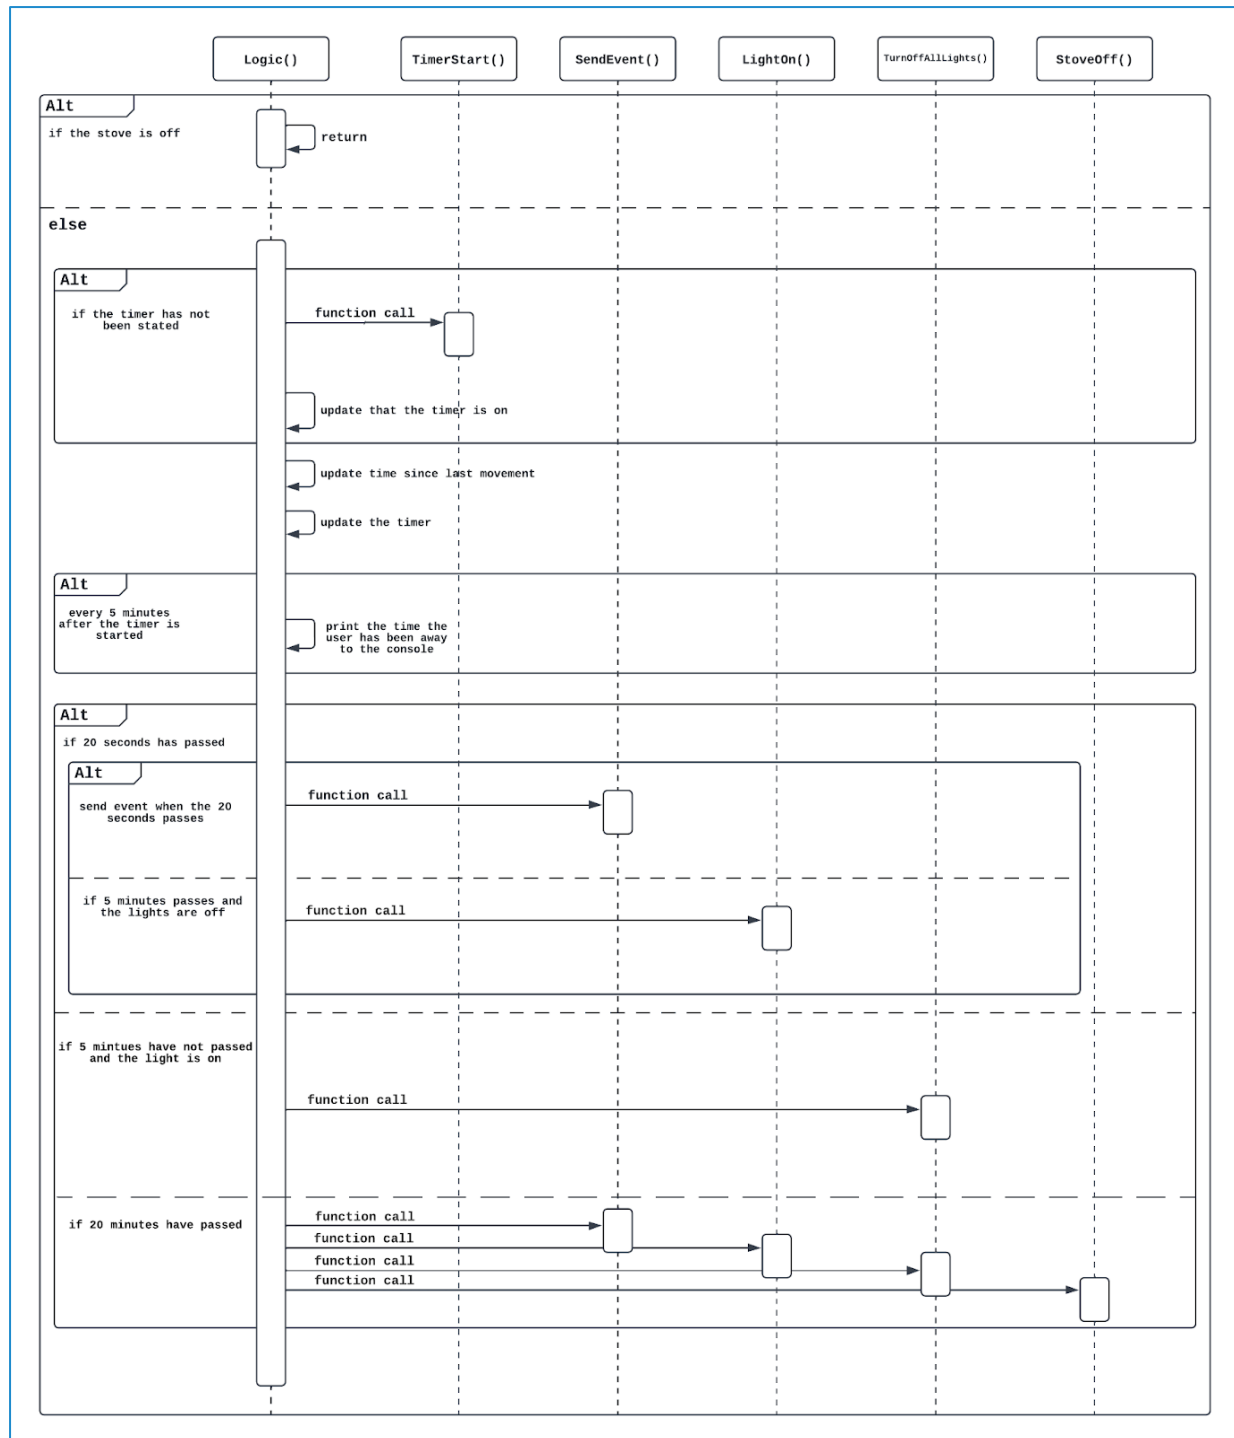 Logic()
TimerStart()
SendEvent()
LightOn()
TurnOffAllLights()
StoveOff()
Alt
if the stove is off
return
else
Alt
if the timer has not
been stated
function call
update that the timer is on
update time since last movement
update the timer
Alt
every 5 minutes
after the timer is
started
print the time the
user has been away
to the console
Alt
if 20 seconds has passed
Alt
send event when the 20
seconds passes
function call
if 5 minutes passes and
the lights are off
function call
if 5 mintues have not passed
and the light is on
function call
if 20 minutes have passed
function call
function call
function call
function call